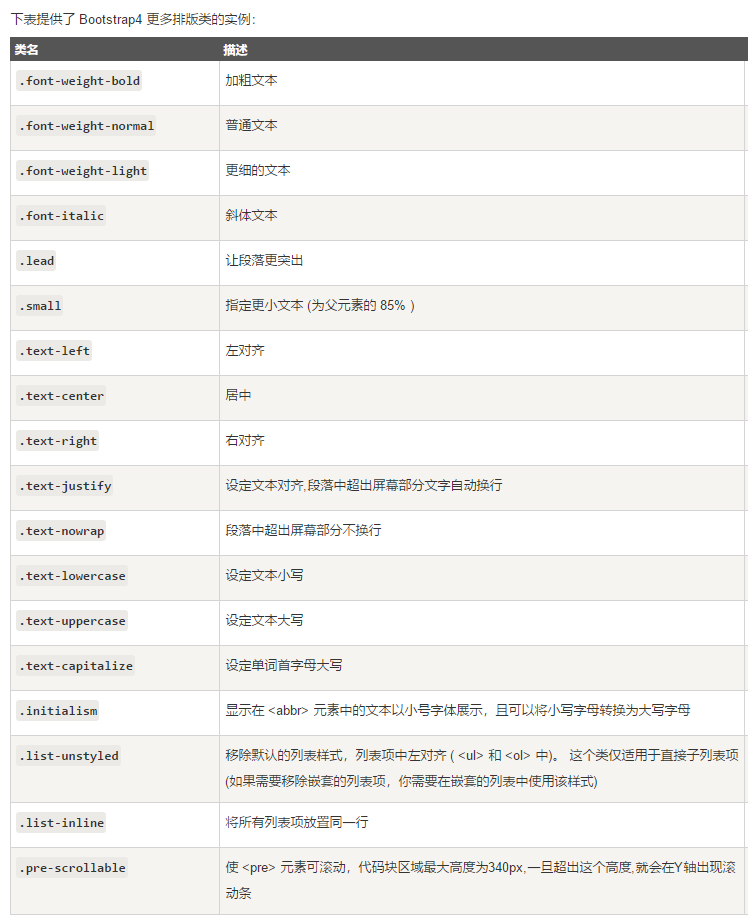 下表提供了 Bootstrap4 更多排版类的实例：
类名 描述
.font-weight-bold 加粗文本
.font-weight-normal 普通文本
.font-weight-light 更细的文本
.font-italic 斜体文本
.lead 让段落更突出
.small 指定更小文本 (为父元素的 85% )
.text-left 左对齐
.text-center 居中
.text-right 右对齐
.text-justify 设定文本对齐,段落中超出屏幕部分文字自动换行
.text-nowrap 段落中超出屏幕部分不换行
.text-lowercase 设定文本小写
.text-uppercase 设定文本大写
.text-capitalize 设定单词首字母大写
.initialism 显示在 <abbr> 元素中的文本以小号字体展示，且可以将小写字母转换为大写字母
.list-unstyled 移除默认的列表样式，列表项中左对齐 ( <ul> 和 <ol> 中)。 这个类仅适用于直接子列表项
(如果需要移除嵌套的列表项，你需要在嵌套的列表中使用该样式)
.list-inline 将所有列表项放置同一行
.pre-scrollable 使 <pre> 元素可滚动，代码块区域最大高度为340px,一旦超出这个高度,就会在Y轴出现滚
动条